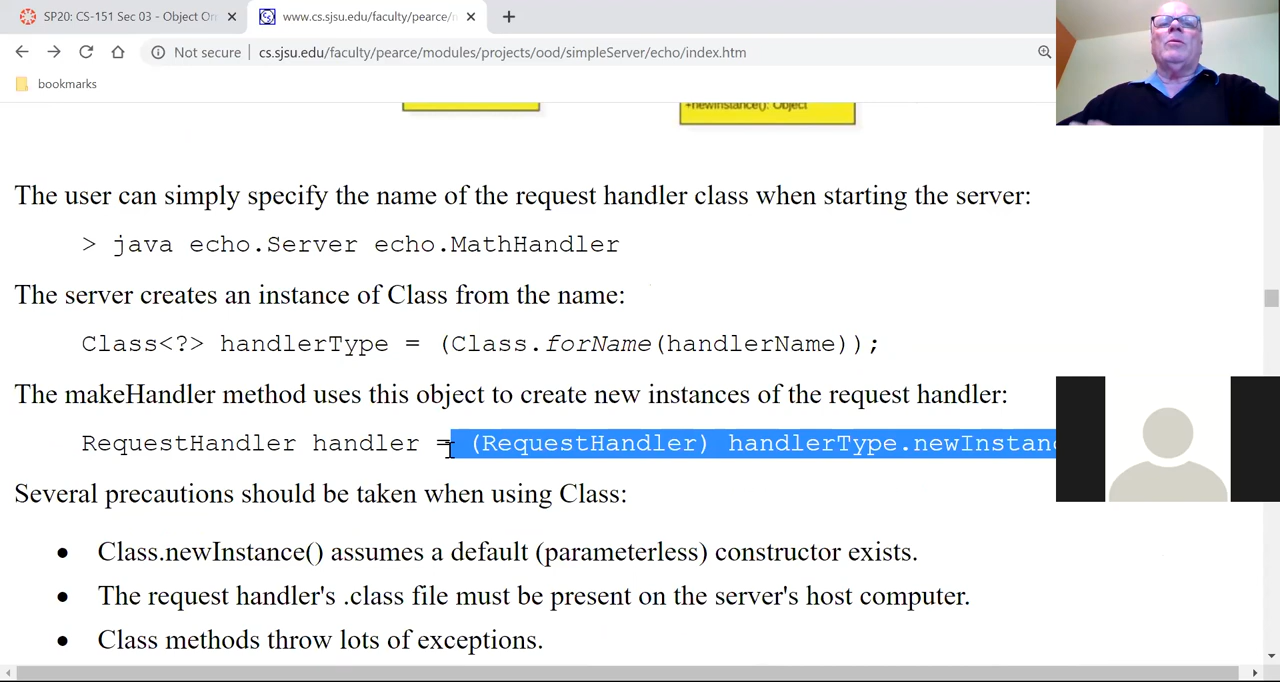 SP20: CS-151 Sec 03 - Object Or
www.cs.sjsu.edu/faculty/pearce/
Not secure
cs.sjsu.edu/faculty/pearce/modules/projects/ood/simpleServer/echo/index.htm
bookmarks
+newInstance(): Object
The user can simply specify the name of the request handler class when starting the server:
> java echo.Server echo.MathHandler
The server creates an instance of Class from the name:
Class<?> handlerType = (Class.forName(handlerName));
The makeHandler method uses this object to create new instances of the request handler:
RequestHandler handler = (RequestHandler) handlerType.newInstanc
Several precautions should be taken when using Class:
• Class.newInstance() assumes a default (parameterless) constructor exists.
• The request handler's .class file must be present on the server's host computer.
• Class methods throw lots of exceptions.